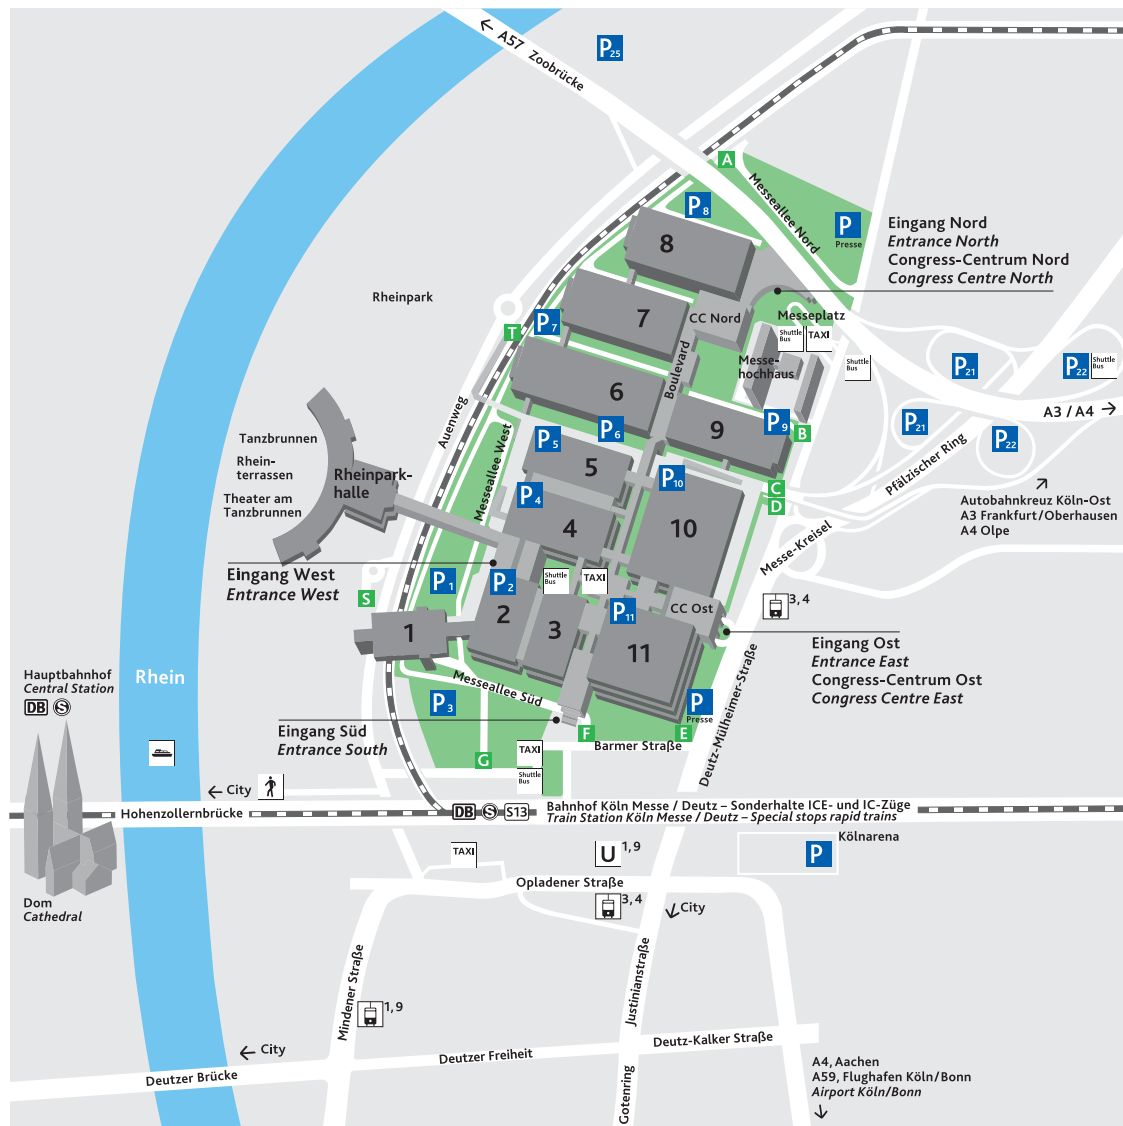 ← A57 Zoobrücke
P25
A
Messeallee Nord
P8
P
Presse
Eingang Nord
Entrance North
Congress-Centrum Nord
Congress Centre North
8
Rheinpark
T
P7
7
CC Nord
Messeplatz
Shuttle
Bus
TAXI
Shuttle
Bus
Messe-
hochhaus
Boulevard
P21
P22
Shuttle
Bus
A3 / A4 →
P21
P22
6
9
P9
B
P6
P5
5
P10
C
D
Auenweg
Messeallee West
Pfälzischer Ring
Tanzbrunnen
Rhein-
terrassen
Theater am
Tanzbrunnen
Rheinpark-
halle
P4
4
10
Messe-Kreisel
Autobahnkreuz Köln-Ost
A3 Frankfurt/Oberhausen
A4 Olpe
Eingang West
Entrance West
P1
P2
Shuttle
Bus
TAXI
P11
CC Ost
3,4
S
1
2
3
11
Eingang Ost
Entrance East
Congress-Centrum Ost
Congress Centre East
Hauptbahnhof
Central Station
DB S
Rhein
Messeallee Süd
P3
P
Presse
Deutz-Mülheimer-Straße
Eingang Süd
Entrance South
F
E
G
TAXI
Shuttle
Bus
Barmer Straße
← City
Hohenzollernbrücke
DB S S13
Bahnhof Köln Messe / Deutz – Sonderhalte ICE- und IC-Züge
Train Station Köln Messe / Deutz – Special stops rapid trains
Kölnarena
P
TAXI
U 1,9
Opladener Straße
3,4
City
Dom
Cathedral
Mindener Straße
1,9
Justinianstraße
← City
Deutzer Brücke
Deutzer Freiheit
Deutz-Kalker Straße
Gotenring
A4, Aachen
A59, Flughafen Köln/Bonn
Airport Köln/Bonn